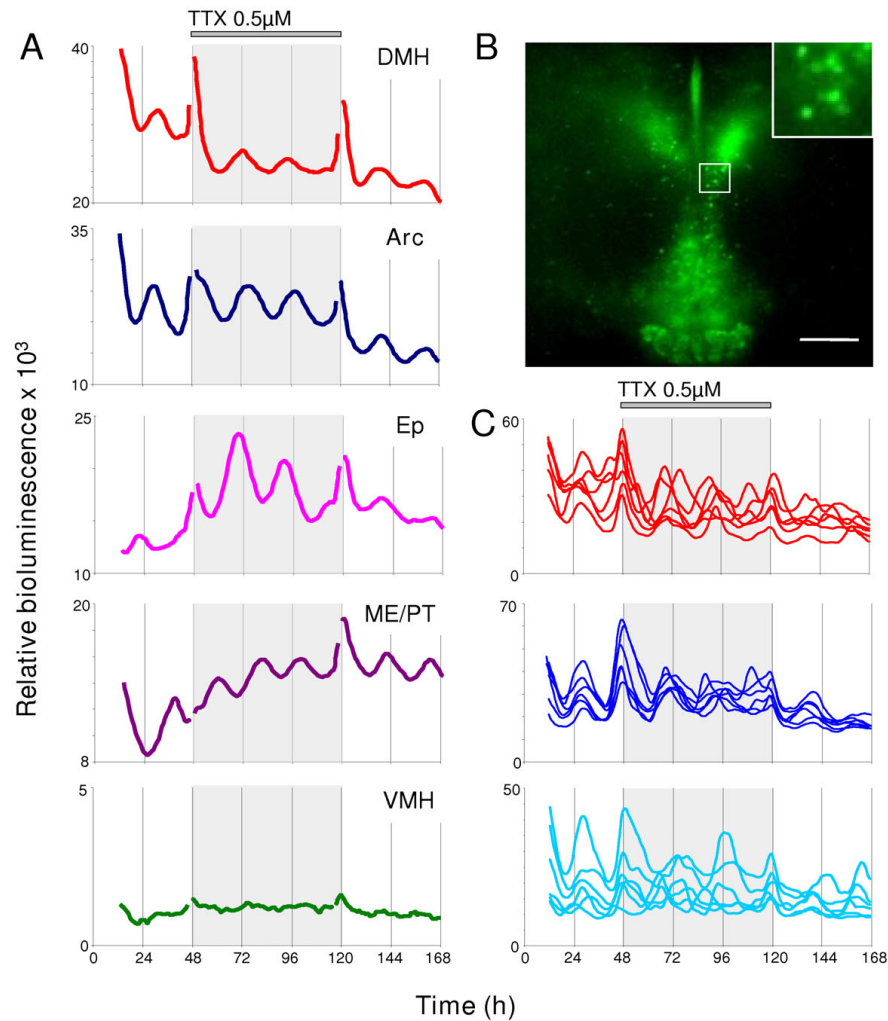 A
TTX 0.5µM
B
40
DMH
20
35
Arc
10
25
Ep
10
20
ME/PT
8
5
VMH
0
0 24 48 72 96 120 144 168
Relative bioluminescence x 10³
C
TTX 0.5µM
60
0
70
0
50
0
0 24 48 72 96 120 144 168
Time (h)